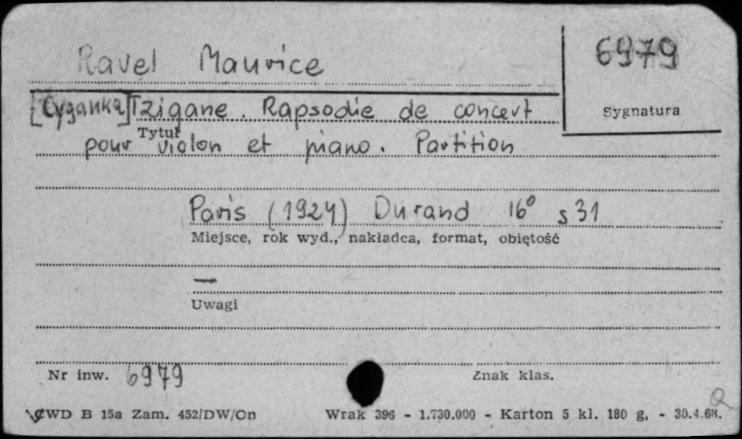 Ravel Maurice
6979
Sygnatura
[Cyganka] Tzigane. Rapsodie de concert
Tytuł
pour violon et piano. Partition
Paris (1924) Durand 16° s 31
Miejsce, rok wyd., nakładca, format, objętość
—
Uwagi
Nr inw. 6979
Znak klas.
CWD B 15a Zam. 452/DW/On Wrak 396 - 1.730.000 - Karton 5 kl. 180 g. - 30.4.68.